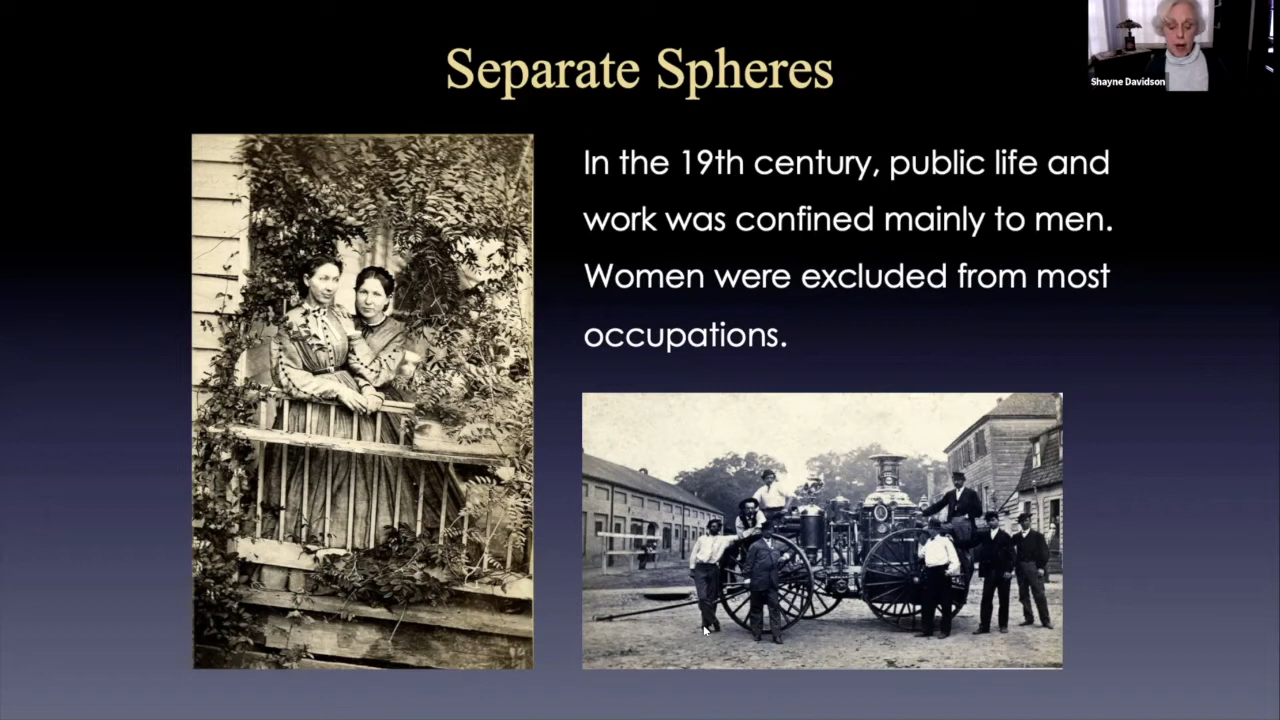 Separate Spheres
Shayne Davidson
In the 19th century, public life and
work was confined mainly to men.
Women were excluded from most
occupations.